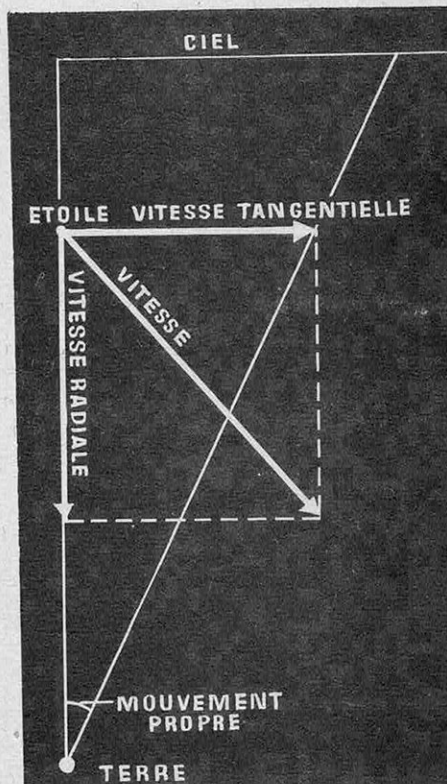 CIEL
ETOILE VITESSE TANGENTIELLE
VITESSE
VITESSE RADIALE
MOUVEMENT
PROPRE
TERRE